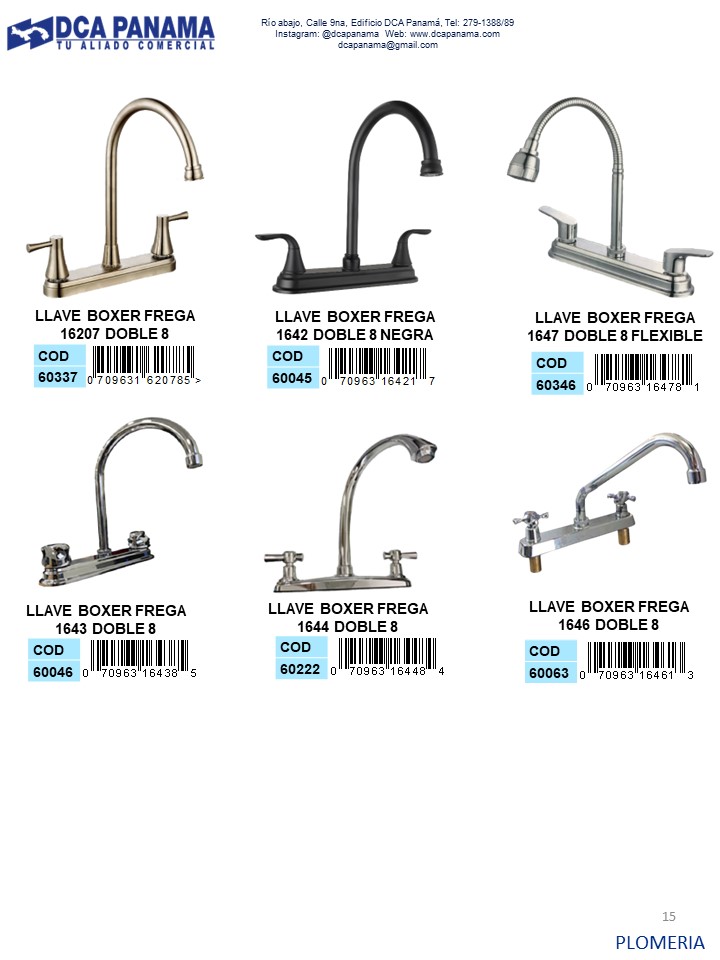 DCA PANAMA
TU ALIADO COMERCIAL
Río abajo, Calle 9na, Edificio DCA Panamá, Tel: 279-1388/89
Instagram: @dcapanama Web: www.dcapanama.com
dcapanama@gmail.com
LLAVE BOXER FREGA
16207 DOBLE 8
COD
60337
0 709631 620785 >
LLAVE BOXER FREGA
1642 DOBLE 8 NEGRA
COD
60045
0 70963 16421 7
LLAVE BOXER FREGA
1647 DOBLE 8 FLEXIBLE
COD
60346
0 70963 16478 1
LLAVE BOXER FREGA
1643 DOBLE 8
COD
60046
0 70963 16438 5
LLAVE BOXER FREGA
1644 DOBLE 8
COD
60222
0 70963 16448 4
LLAVE BOXER FREGA
1646 DOBLE 8
COD
60063
0 70963 16461 3
15
PLOMERIA